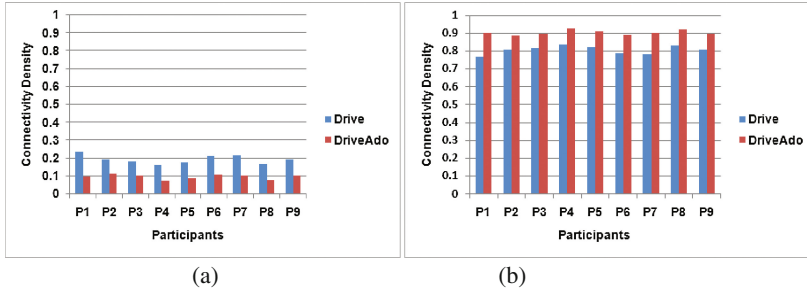 1
0.9
0.8
0.7
0.6
0.5
0.4
0.3
0.2
0.1
0
Connectivity Density
P1 P2 P3 P4 P5 P6 P7 P8 P9
Participants
Drive
DriveAdo
(a)
1
0.9
0.8
0.7
0.6
0.5
0.4
0.3
0.2
0.1
0
Connectivity Density
P1 P2 P3 P4 P5 P6 P7 P8 P9
Participants
Drive
DriveAdo
(b)